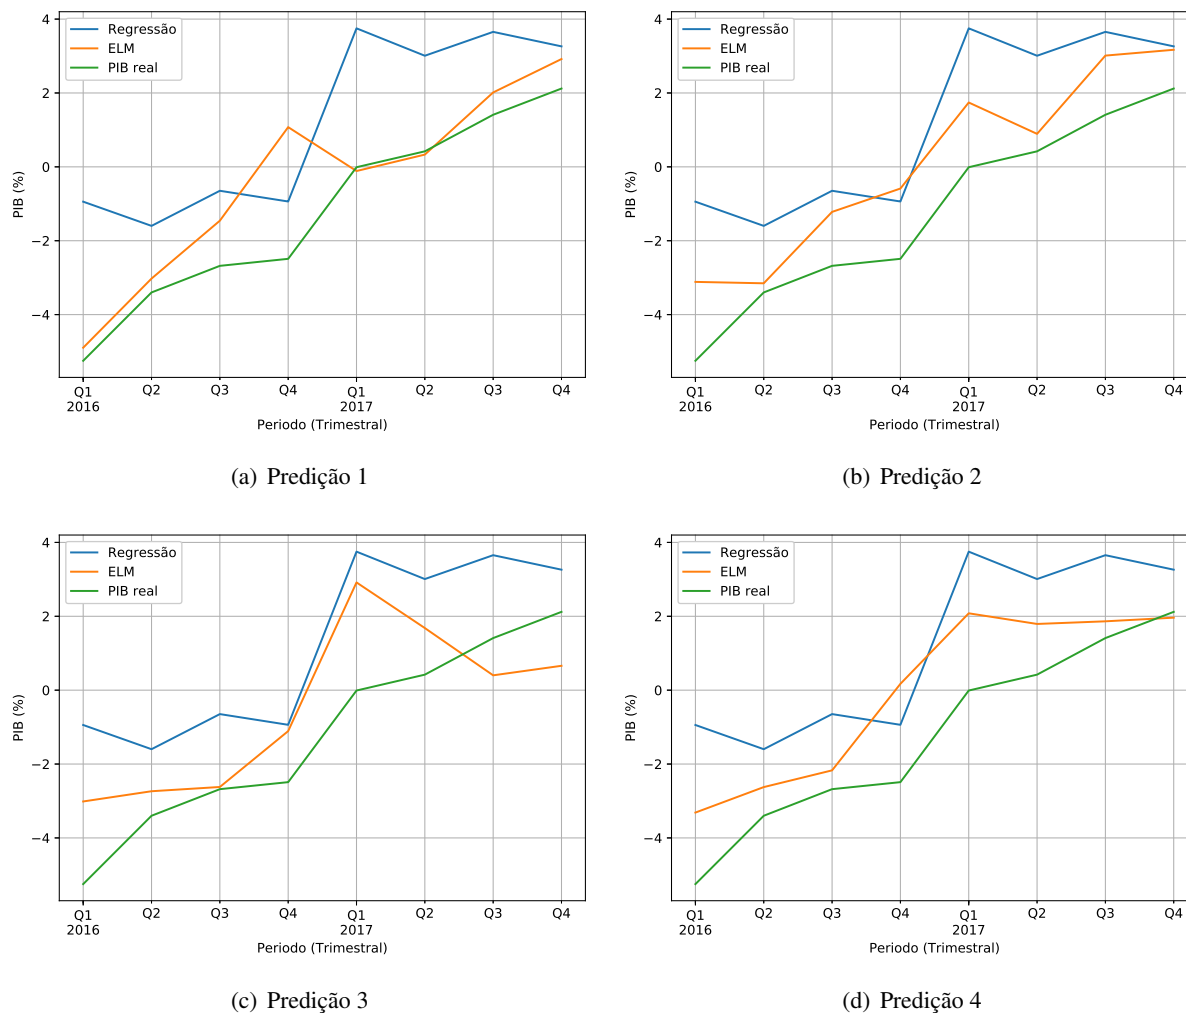 4
2
0
−2
−4
PIB (%)
Regressão
ELM
PIB real
Q1 Q2 Q3 Q4 Q1 Q2 Q3 Q4
2016 2017
Periodo (Trimestral)
(a) Predição 1
4
2
0
−2
−4
PIB (%)
Regressão
ELM
PIB real
Q1 Q2 Q3 Q4 Q1 Q2 Q3 Q4
2016 2017
Periodo (Trimestral)
(b) Predição 2
4
2
0
−2
−4
PIB (%)
Regressão
ELM
PIB real
Q1 Q2 Q3 Q4 Q1 Q2 Q3 Q4
2016 2017
Periodo (Trimestral)
(c) Predição 3
4
2
0
−2
−4
PIB (%)
Regressão
ELM
PIB real
Q1 Q2 Q3 Q4 Q1 Q2 Q3 Q4
2016 2017
Periodo (Trimestral)
(d) Predição 4